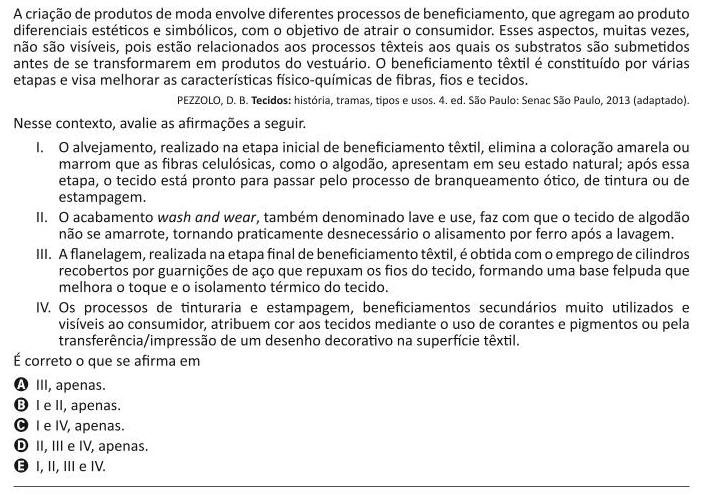 A criação de produtos de moda envolve diferentes processos de beneficiamento, que agregam ao produto
diferenciais estéticos e simbólicos, com o objetivo de atrair o consumidor. Esses aspectos, muitas vezes,
não são visíveis, pois estão relacionados aos processos têxteis aos quais os substratos são submetidos
antes de se transformarem em produtos do vestuário. O beneficiamento têxtil é constituído por várias
etapas e visa melhorar as características físico-químicas de fibras, fios e tecidos.
PEZZOLO, D. B. Tecidos: história, tramas, tipos e usos. 4. ed. São Paulo: Senac São Paulo, 2013 (adaptado).
Nesse contexto, avalie as afirmações a seguir.
I. O alvejamento, realizado na etapa inicial de beneficiamento têxtil, elimina a coloração amarela ou
marrom que as fibras celulósicas, como o algodão, apresentam em seu estado natural; após essa
etapa, o tecido está pronto para passar pelo processo de branqueamento ótico, de tintura ou de
estampagem.
II. O acabamento wash and wear, também denominado lave e use, faz com que o tecido de algodão
não se amarrote, tornando praticamente desnecessário o alisamento por ferro após a lavagem.
III. A flanelagem, realizada na etapa final de beneficiamento têxtil, é obtida com o emprego de cilindros
recobertos por guarnições de aço que repuxam os fios do tecido, formando uma base felpuda que
melhora o toque e o isolamento térmico do tecido.
IV. Os processos de tinturaria e estampagem, beneficiamentos secundários muito utilizados e
visíveis ao consumidor, atribuem cor aos tecidos mediante o uso de corantes e pigmentos ou pela
transferência/impressão de um desenho decorativo na superfície têxtil.
É correto o que se afirma em
A III, apenas.
B I e II, apenas.
C I e IV, apenas.
D II, III e IV, apenas.
E I, II, III e IV.